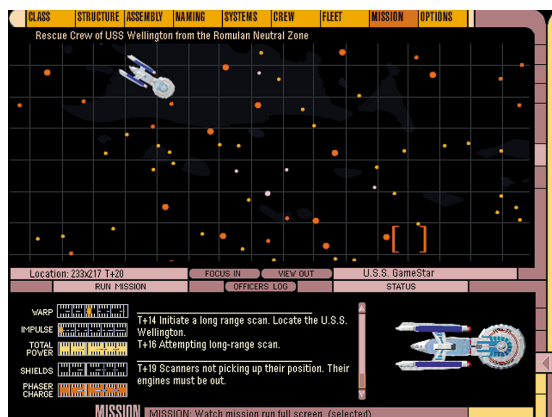 CLASS STRUCTURE ASSEMBLY NAMING SYSTEMS CREW FLEET MISSION OPTIONS
Rescue Crew of USS Wellington from the Romulan Neutral Zone
[ ]
Location: 233x217 T+20 FOCUS IN VIEW OUT U.S.S. GameStar
RUN MISSION OFFICERS LOG STATUS
WARP
IMPULSE
TOTAL POWER
SHIELDS
PHASER CHARGE
T+14 Initiate a long range scan. Locate the U.S.S.
Wellington.
T+16 Attempting long-range scan.
T+19 Scanners not picking up their position. Their
engines must be out.
MISSION MISSION: Watch mission run full screen. (selected)